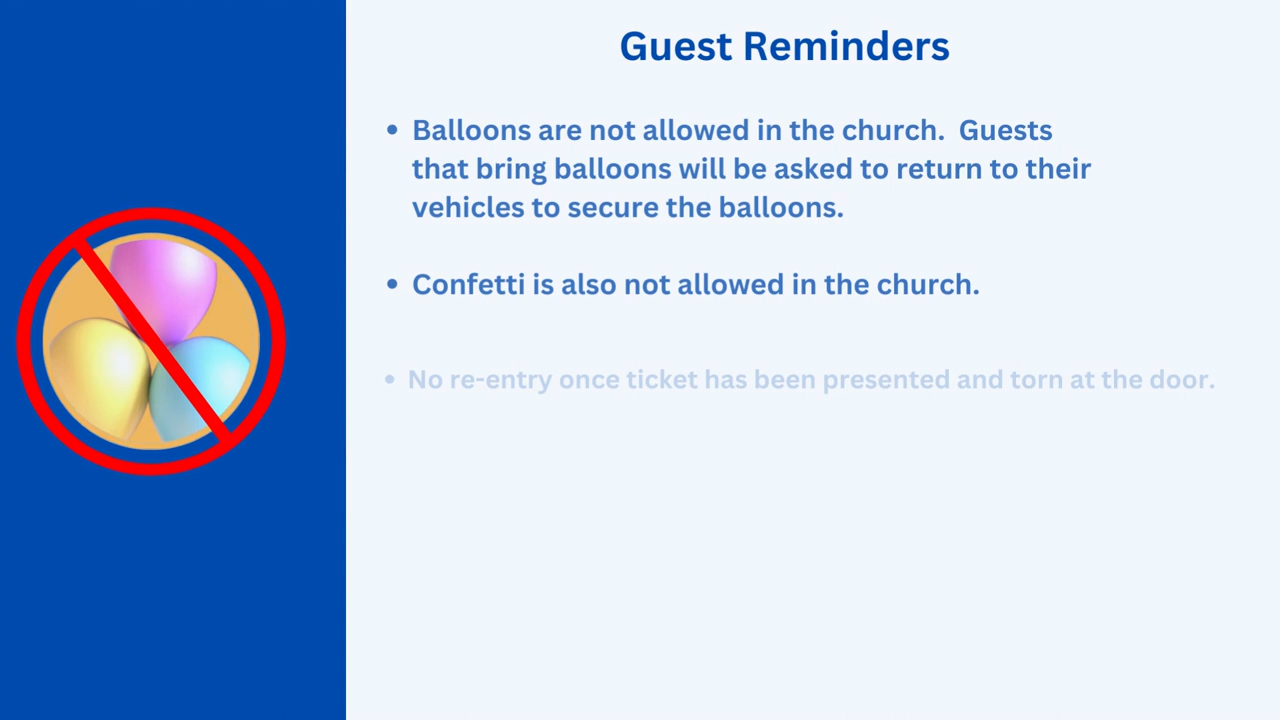 Guest Reminders
• Balloons are not allowed in the church.  Guests
that bring balloons will be asked to return to their
vehicles to secure the balloons.
• Confetti is also not allowed in the church.
• No re-entry once ticket has been presented and torn at the door.